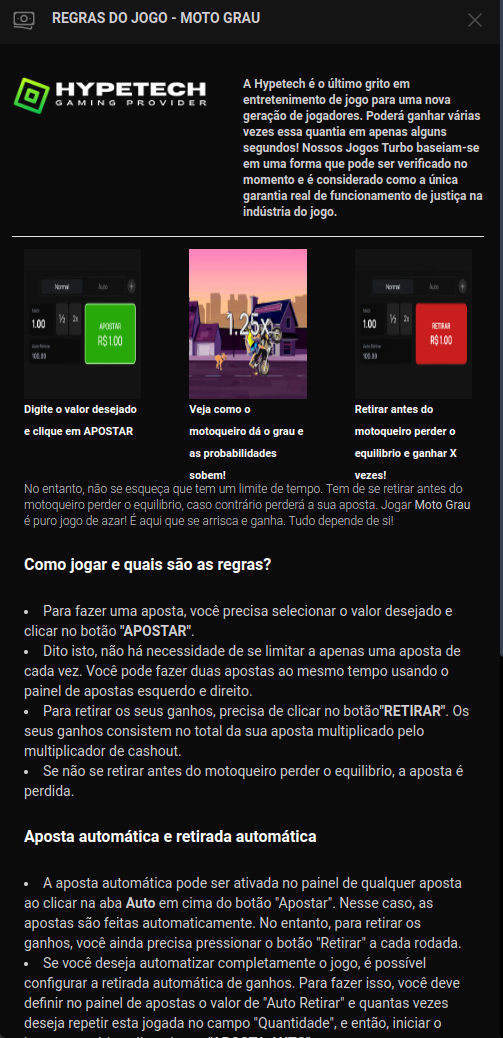 REGRAS DO JOGO - MOTO GRAU
HYPETECH
GAMING PROVIDER
A Hypetech é o último grito em
entretenimento de jogo para uma nova
geração de jogadores. Poderá ganhar várias
vezes essa quantia em apenas alguns
segundos! Nossos Jogos Turbo baseiam-se
em uma forma que pode ser verificado no
momento e é considerado como a única
garantia real de funcionamento de justiça na
indústria do jogo.
Normal Auto
1.00 ½ 2x
APOSTAR
R$1.00
Auto Retirar
100.00
1.25x
Normal Auto
1.00 ½ 2x
RETIRAR
R$1.00
Auto Retirar
100.00
Digite o valor desejado
e clique em APOSTAR
Veja como o
motoqueiro dá o grau e
as probabilidades
sobem!
Retirar antes do
motoqueiro perder o
equilibrio e ganhar X
vezes!
No entanto, não se esqueça que tem um limite de tempo. Tem de se retirar antes do
motoqueiro perder o equilibrio, caso contrário perderá a sua aposta. Jogar Moto Grau
é puro jogo de azar! É aqui que se arrisca e ganha. Tudo depende de si!
Como jogar e quais são as regras?
• Para fazer uma aposta, você precisa selecionar o valor desejado e
clicar no botão "APOSTAR".
• Dito isto, não há necessidade de se limitar a apenas uma aposta de
cada vez. Você pode fazer duas apostas ao mesmo tempo usando o
painel de apostas esquerdo e direito.
• Para retirar os seus ganhos, precisa de clicar no botão"RETIRAR". Os
seus ganhos consistem no total da sua aposta multiplicado pelo
multiplicador de cashout.
• Se não se retirar antes do motoqueiro perder o equilibrio, a aposta é
perdida.
Aposta automática e retirada automática
• A aposta automática pode ser ativada no painel de qualquer aposta
ao clicar na aba Auto em cima do botão "Apostar". Nesse caso, as
apostas são feitas automaticamente. No entanto, para retirar os
ganhos, você ainda precisa pressionar o botão "Retirar" a cada rodada.
• Se você deseja automatizar completamente o jogo, é possível
configurar a retirada automática de ganhos. Para fazer isso, você deve
definir no painel de apostas o valor de "Auto Retirar" e quantas vezes
deseja repetir esta jogada no campo "Quantidade", e então, iniciar o